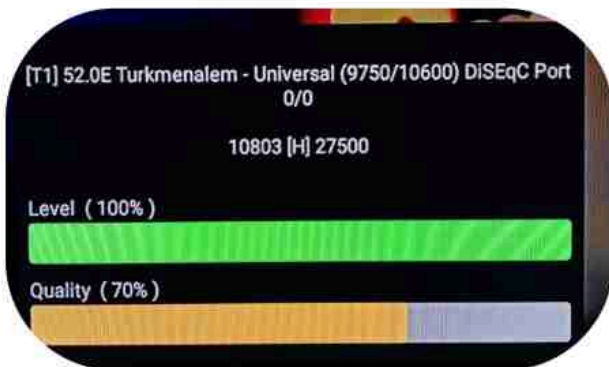 [T1] 52.0E Turkmenalem - Universal (9750/10600) DiSEqC Port
0/0
10803 [H] 27500
Level ( 100% )
Quality ( 70% )